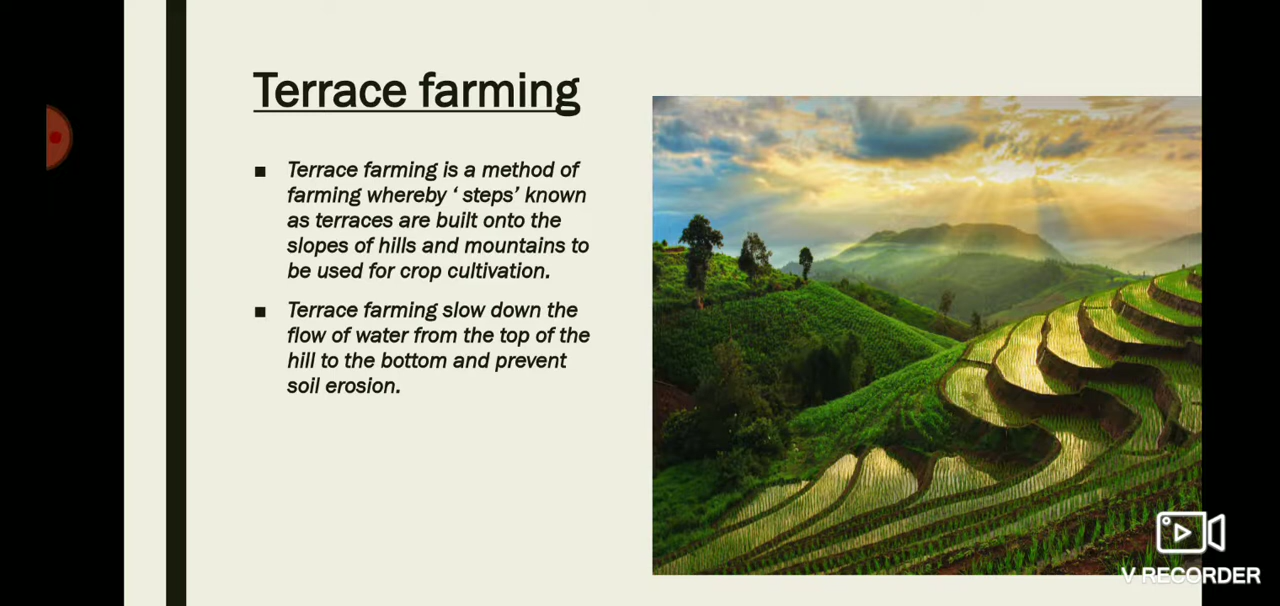 Terrace farming
■ Terrace farming is a method of
farming whereby ‘ steps’ known
as terraces are built onto the
slopes of hills and mountains to
be used for crop cultivation.
■ Terrace farming slow down the
flow of water from the top of the
hill to the bottom and prevent
soil erosion.
V RECORDER